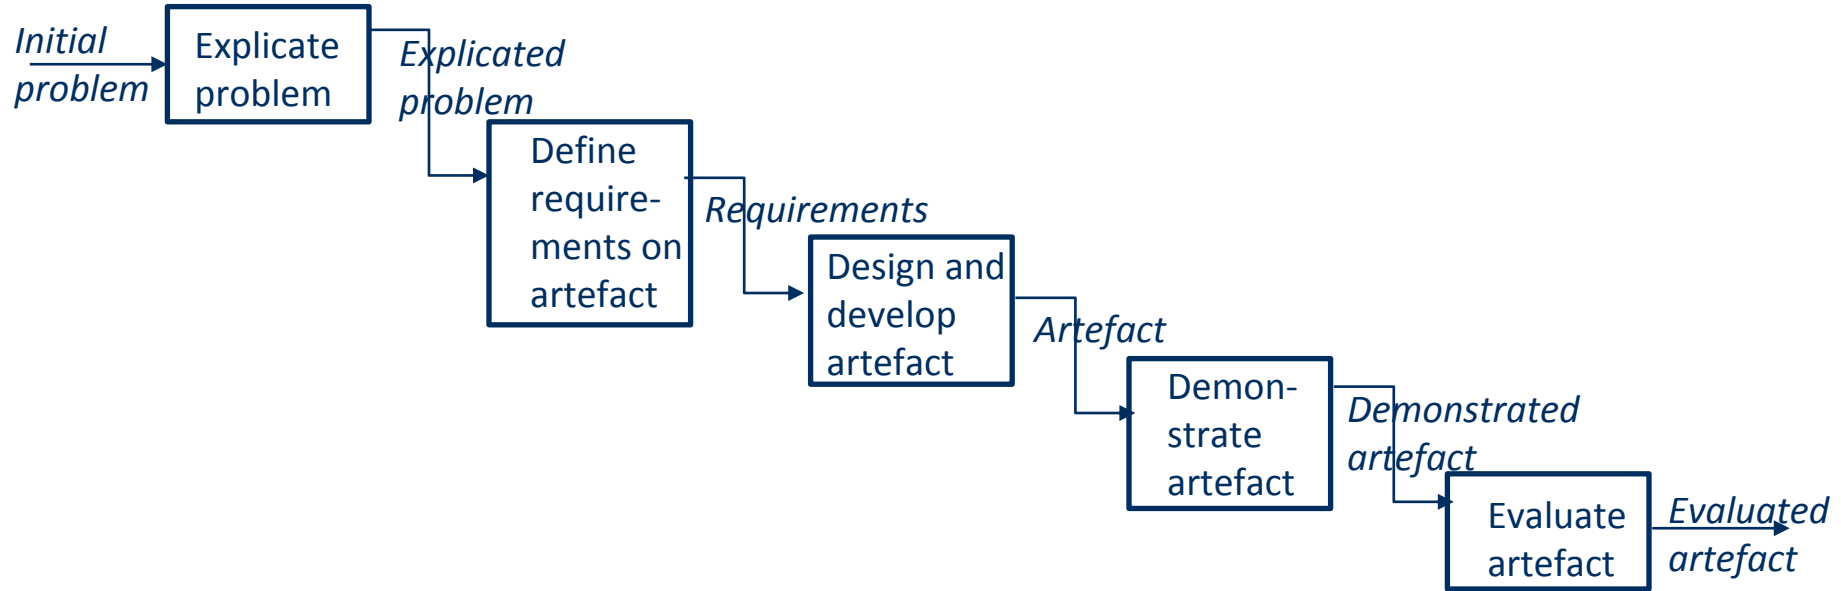 Initial
problem
Explicate
problem
Explicated
problem
Define
require-
ments on
artefact
Requirements
Design and
develop
artefact
Artefact
Demon-
strate
artefact
Demonstrated
artefact
Evaluate
artefact
Evaluated
artefact